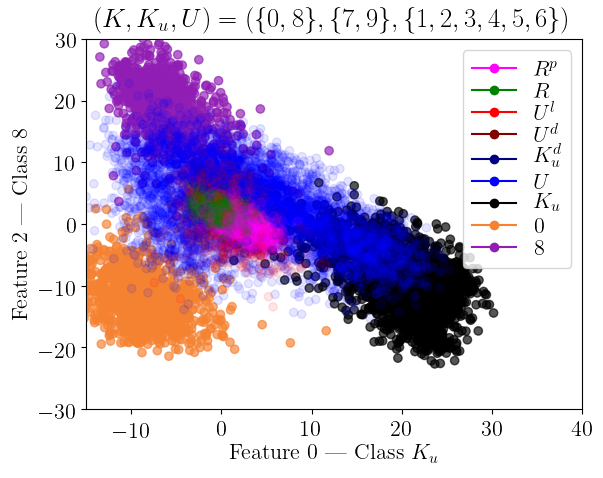 (K, K_u, U) = ({0, 8}, {7, 9}, {1, 2, 3, 4, 5, 6})
R^p
R
U^l
U^d
K_u^d
U
K_u
0
8
30
20
10
0
−10
−20
−30
Feature 2 — Class 8
−10
0
10
20
30
40
Feature 0 — Class K_u